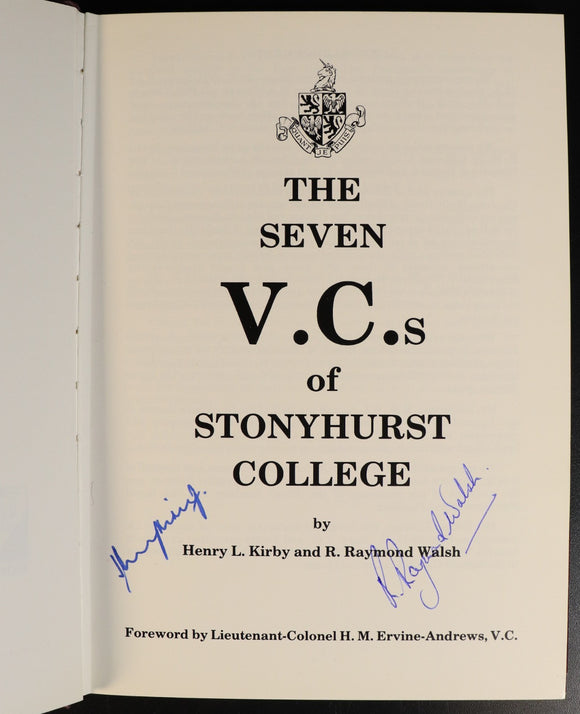 QUANT JE PUIS
THE
SEVEN
V.C.s
of
STONYHURST
COLLEGE
by
Henry L. Kirby and R. Raymond Walsh
R. Raymond Walsh.
Foreword by Lieutenant-Colonel H. M. Ervine-Andrews, V.C.